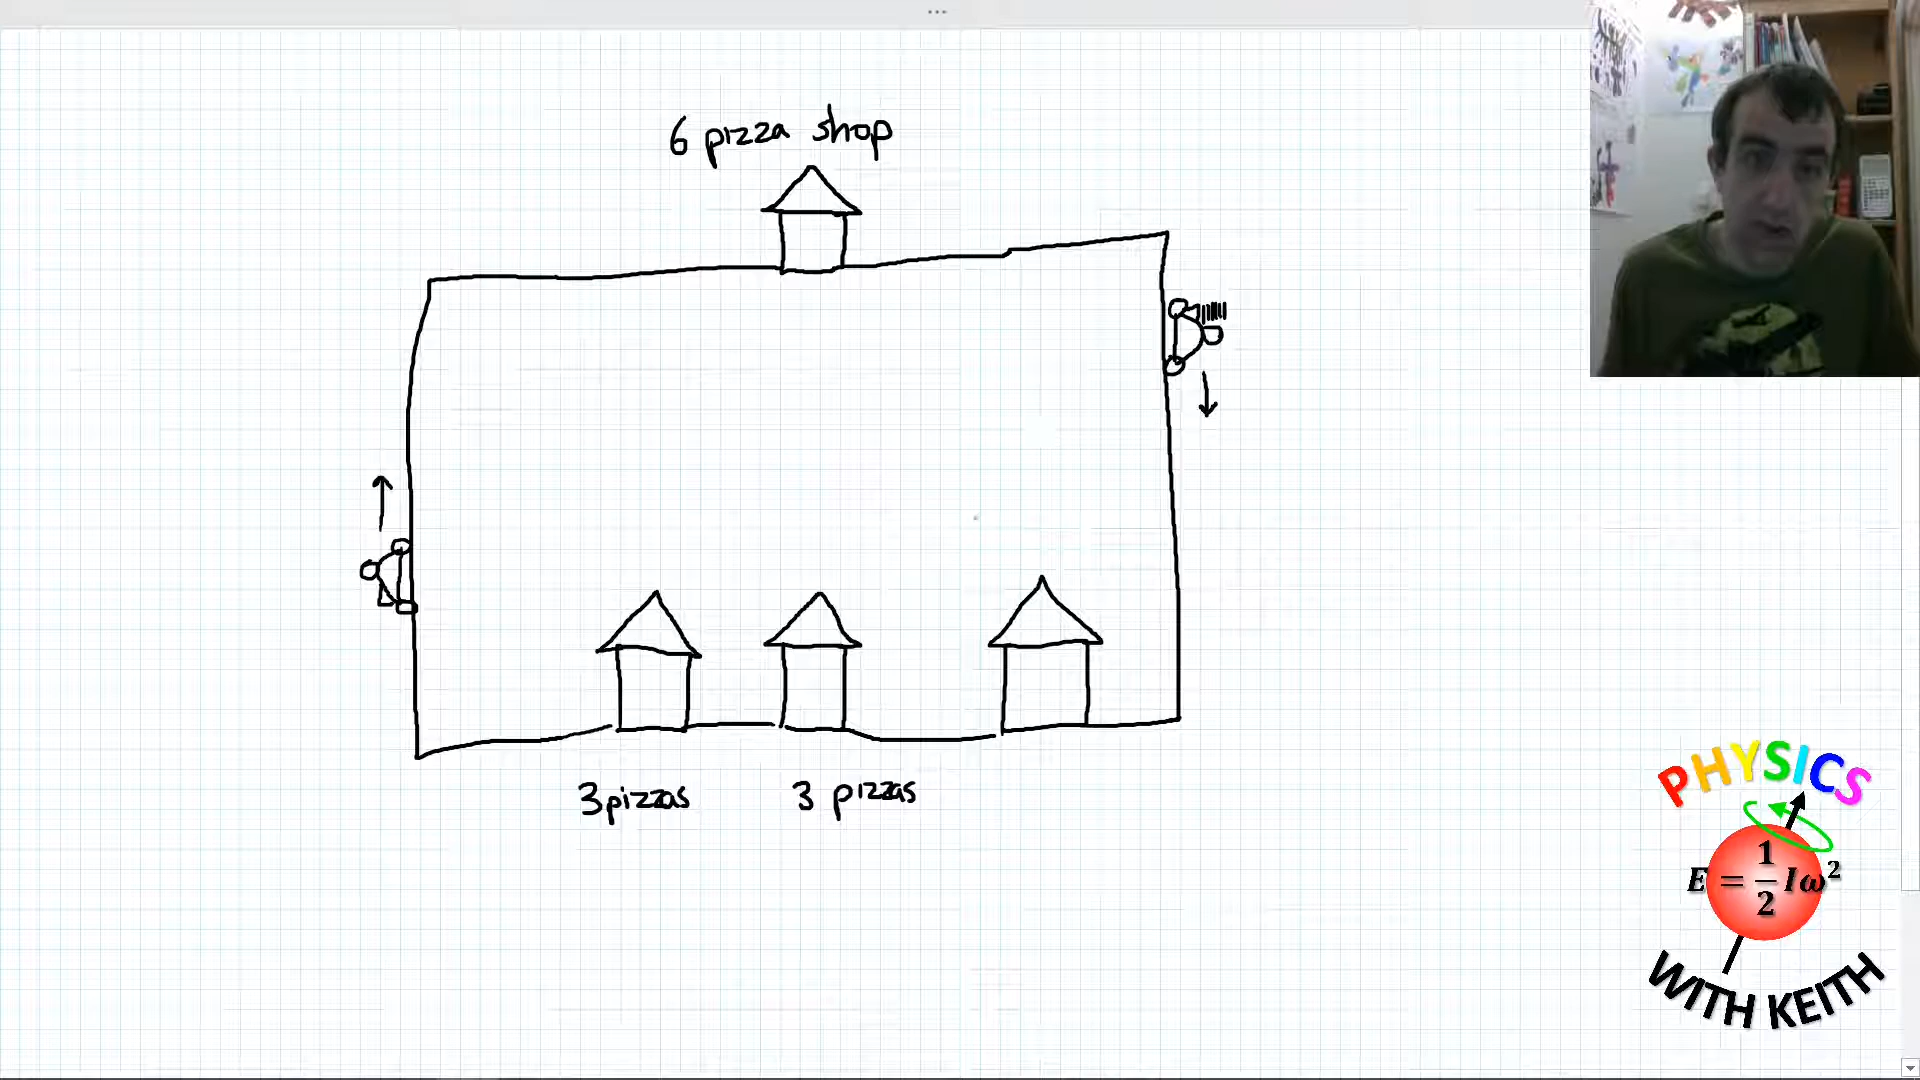 6 pizza shop
3pizzas 3 pizzas
PHYSICS
E = 1/2 Iω²
WITH KEITH